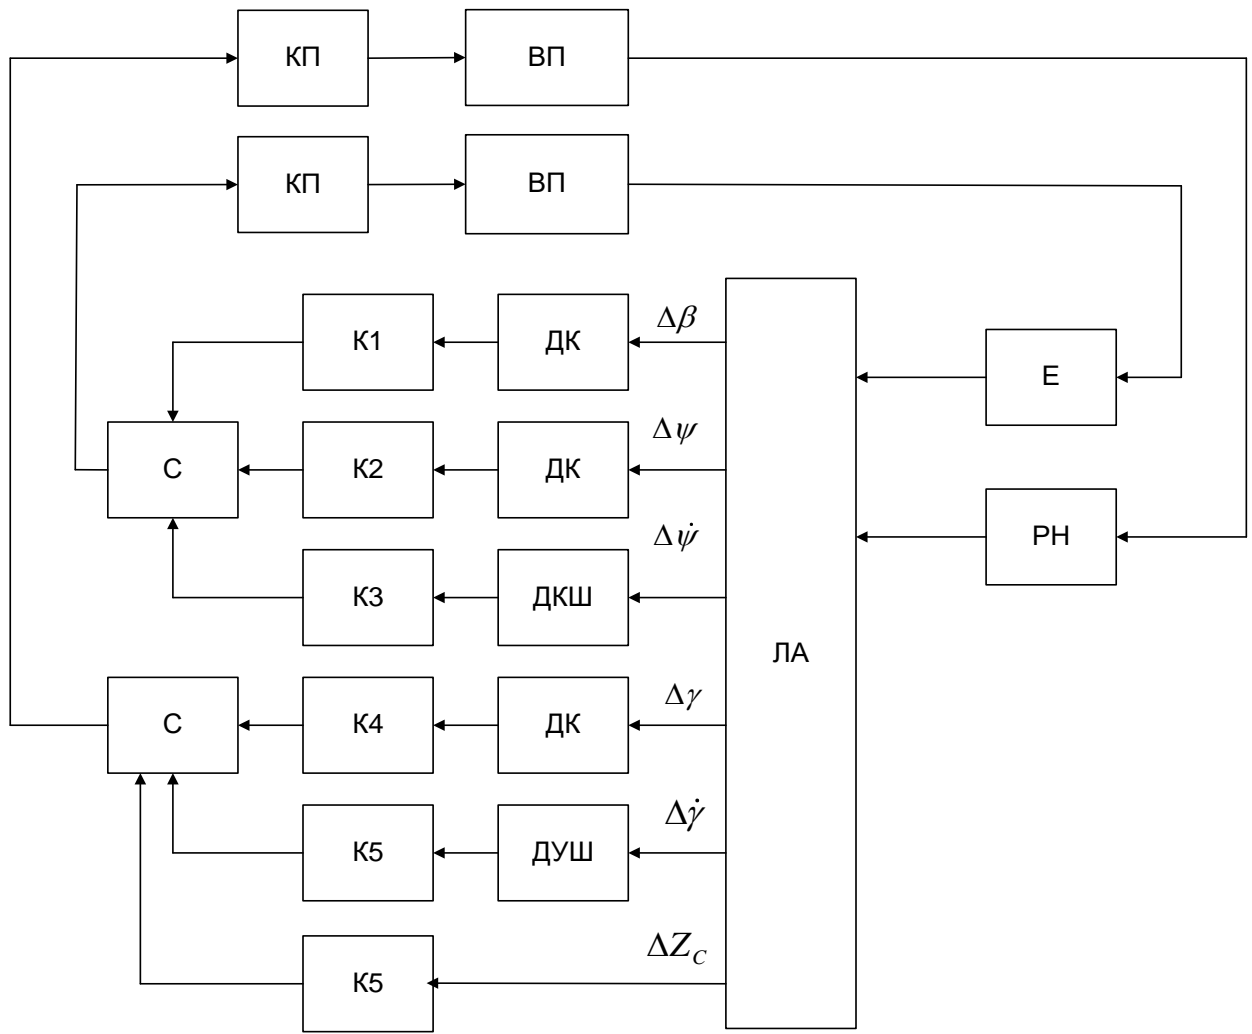 КП
ВП
КП
ВП
К1
ДК
Δβ
Е
С
К2
ДК
Δψ
К3
ДКШ
Δψ̇
РН
ЛА
С
К4
ДК
Δγ
К5
ДУШ
Δγ̇
К5
ΔZ_C